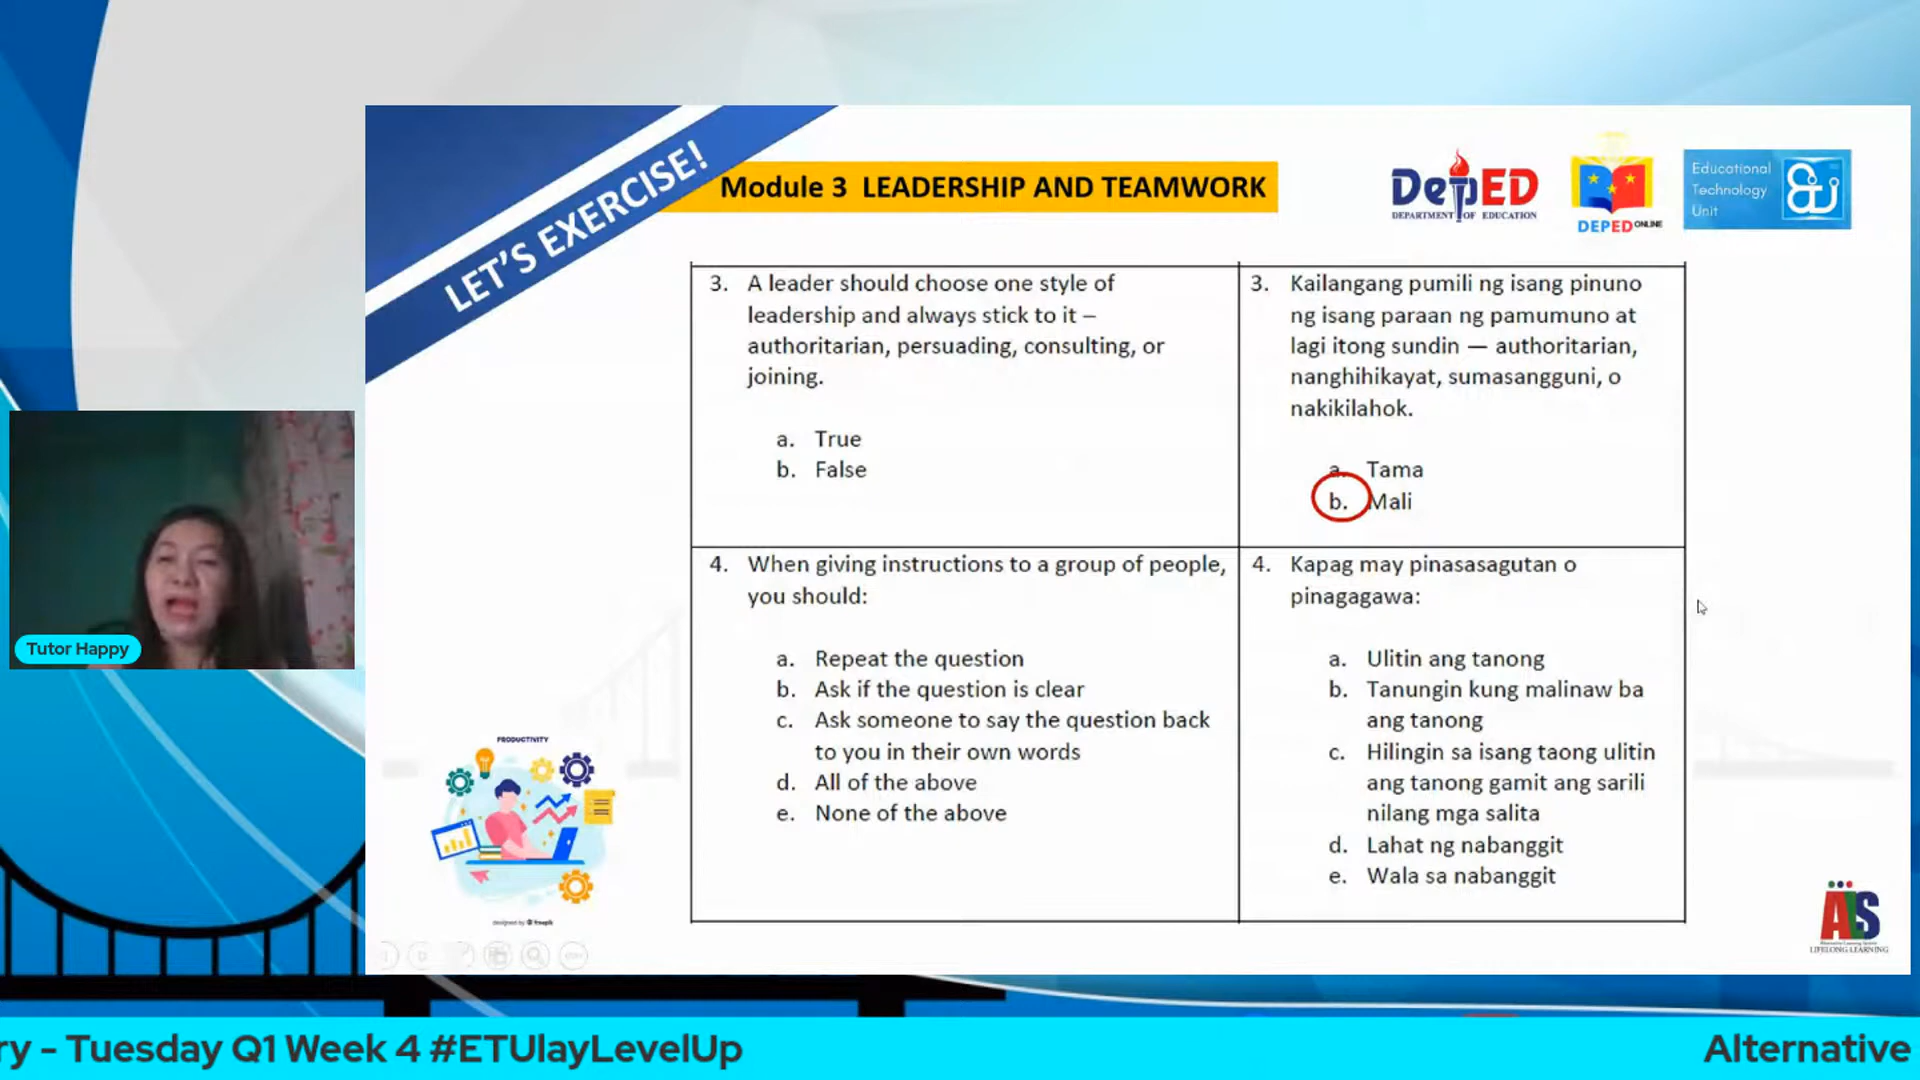 LET'S EXERCISE!
Module 3 LEADERSHIP AND TEAMWORK
DepED
DEPARTMENT OF EDUCATION
DEPED ONLINE
Educational
Technology
Unit
3. A leader should choose one style of
leadership and always stick to it –
authoritarian, persuading, consulting, or
joining.
a. True
b. False
3. Kailangang pumili ng isang pinuno
ng isang paraan ng pamumuno at
lagi itong sundin — authoritarian,
nanghihikayat, sumasangguni, o
nakikilahok.
a. Tama
b. Mali
4. When giving instructions to a group of people,
you should:
a. Repeat the question
b. Ask if the question is clear
c. Ask someone to say the question back
to you in their own words
d. All of the above
e. None of the above
4. Kapag may pinasasagutan o
pinagagawa:
a. Ulitin ang tanong
b. Tanungin kung malinaw ba
ang tanong
c. Hilingin sa isang taong ulitin
ang tanong gamit ang sarili
nilang mga salita
d. Lahat ng nabanggit
e. Wala sa nabanggit
Tutor Happy
PRODUCTIVITY
designed by freepik
ALS
LIFELONG LEARNING
ry - Tuesday Q1 Week 4 #ETUlayLevelUp
Alternative